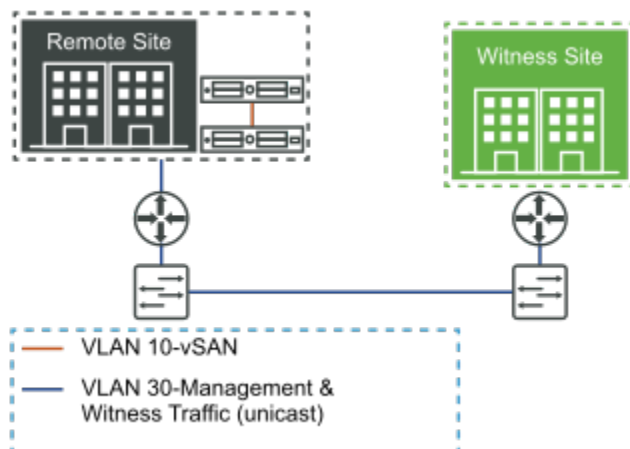 Remote Site
Witness Site
VLAN 10-vSAN
VLAN 30-Management &
Witness Traffic (unicast)